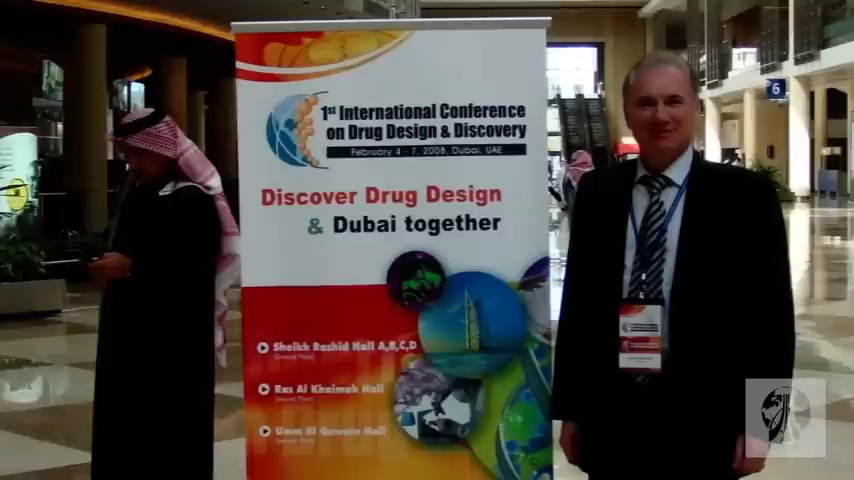 1st International Conference
on Drug Design & Discovery
February 4 - 7, 2008, Dubai, UAE
Discover Drug Design
& Dubai together
Sheikh Rashid Hall A,B,C,D
Ras Al Khaimah Hall
Umm Al Quwain Hall
6